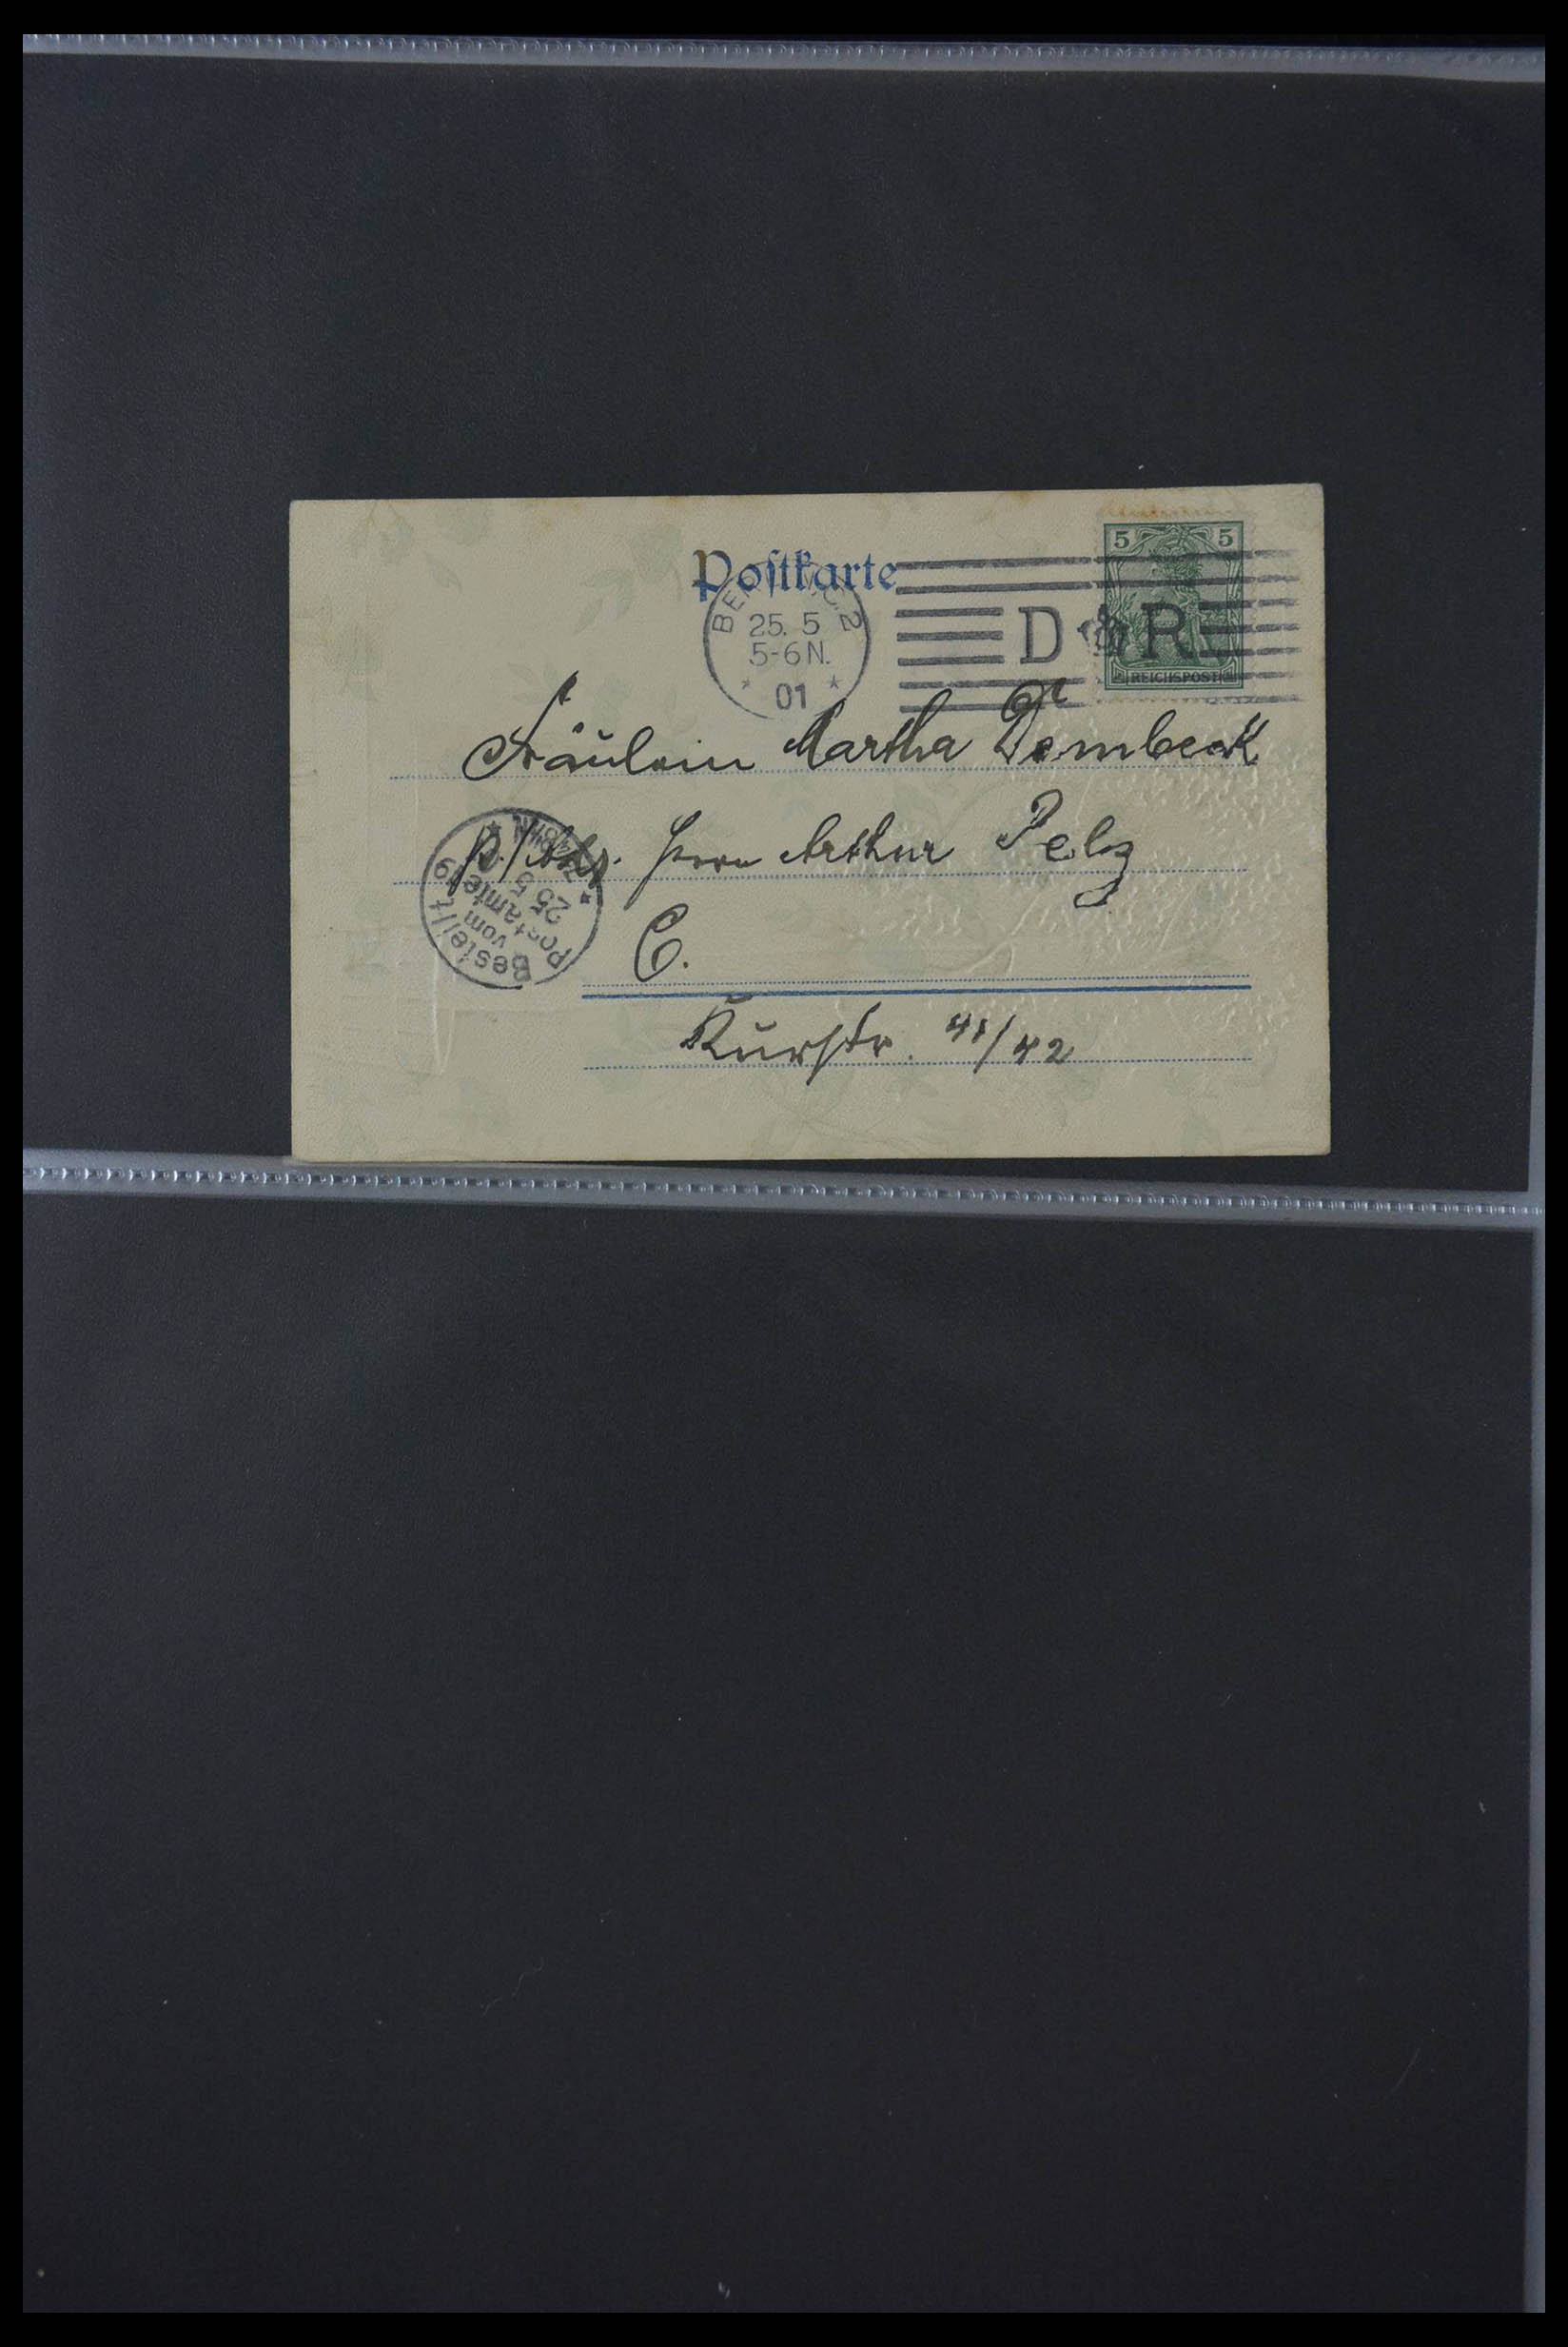 Postkarte
5 5
REICHSPOST
BERLIN C. 2
25. 5
5-6 N.
01
D R
Fräulein Martha Dembeck
p./Adr. Herrn Arthur Pelz
C.
Kurstr. 41/42
Bestellt
vom
Postamte 19
25 5